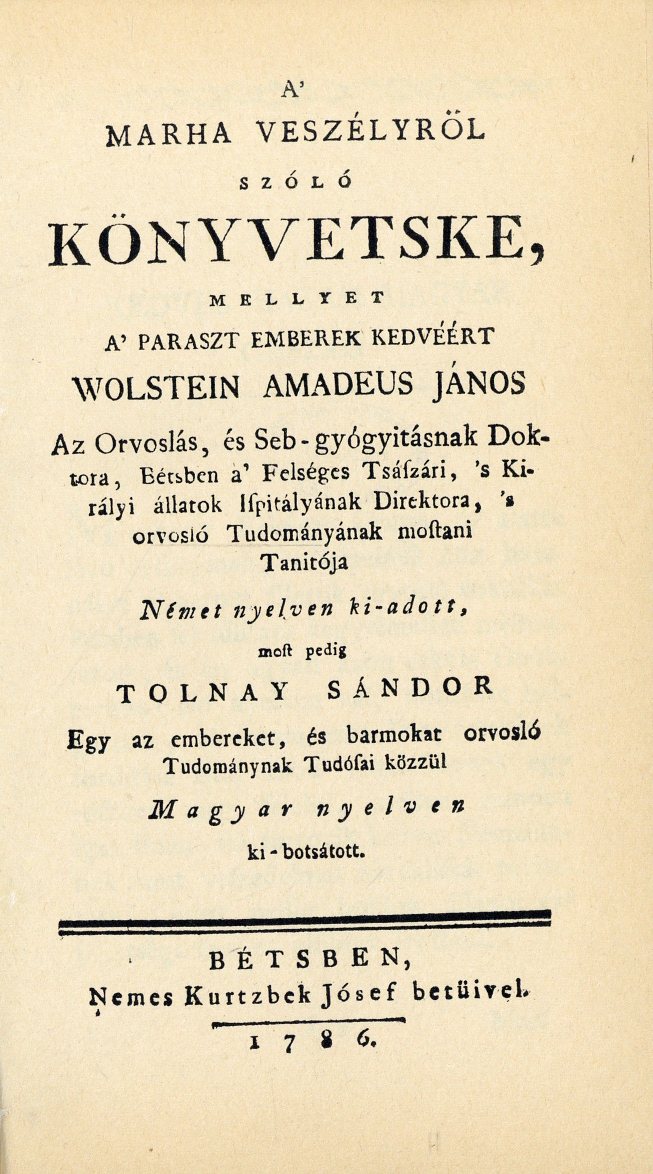 A'
MARHA VESZÉLYRŐL
SZÓLÓ
KÖNYVETSKE,
MELLYET
A' PARASZT EMBEREK KEDVÉÉRT
WOLSTEIN AMADEUS JÁNOS
Az Orvoslás, és Seb-gyógyitásnak Dok-
tora, Bétsben a' Felséges Tsáſzári, 's Ki-
rályi állatok Iſpitályának Direktora, 's
orvosló Tudományának moſtani
Tanitója
Német nyelven ki-adott,
moſt pedig
TOLNAY SÁNDOR
Egy az embereket, és barmokat orvosló
Tudománynak Tudóſai közzül
Magyar nyelven
ki-botsátott.
BÉTSBEN,
Nemes Kurtzbek Jósef betüivel.
1786.